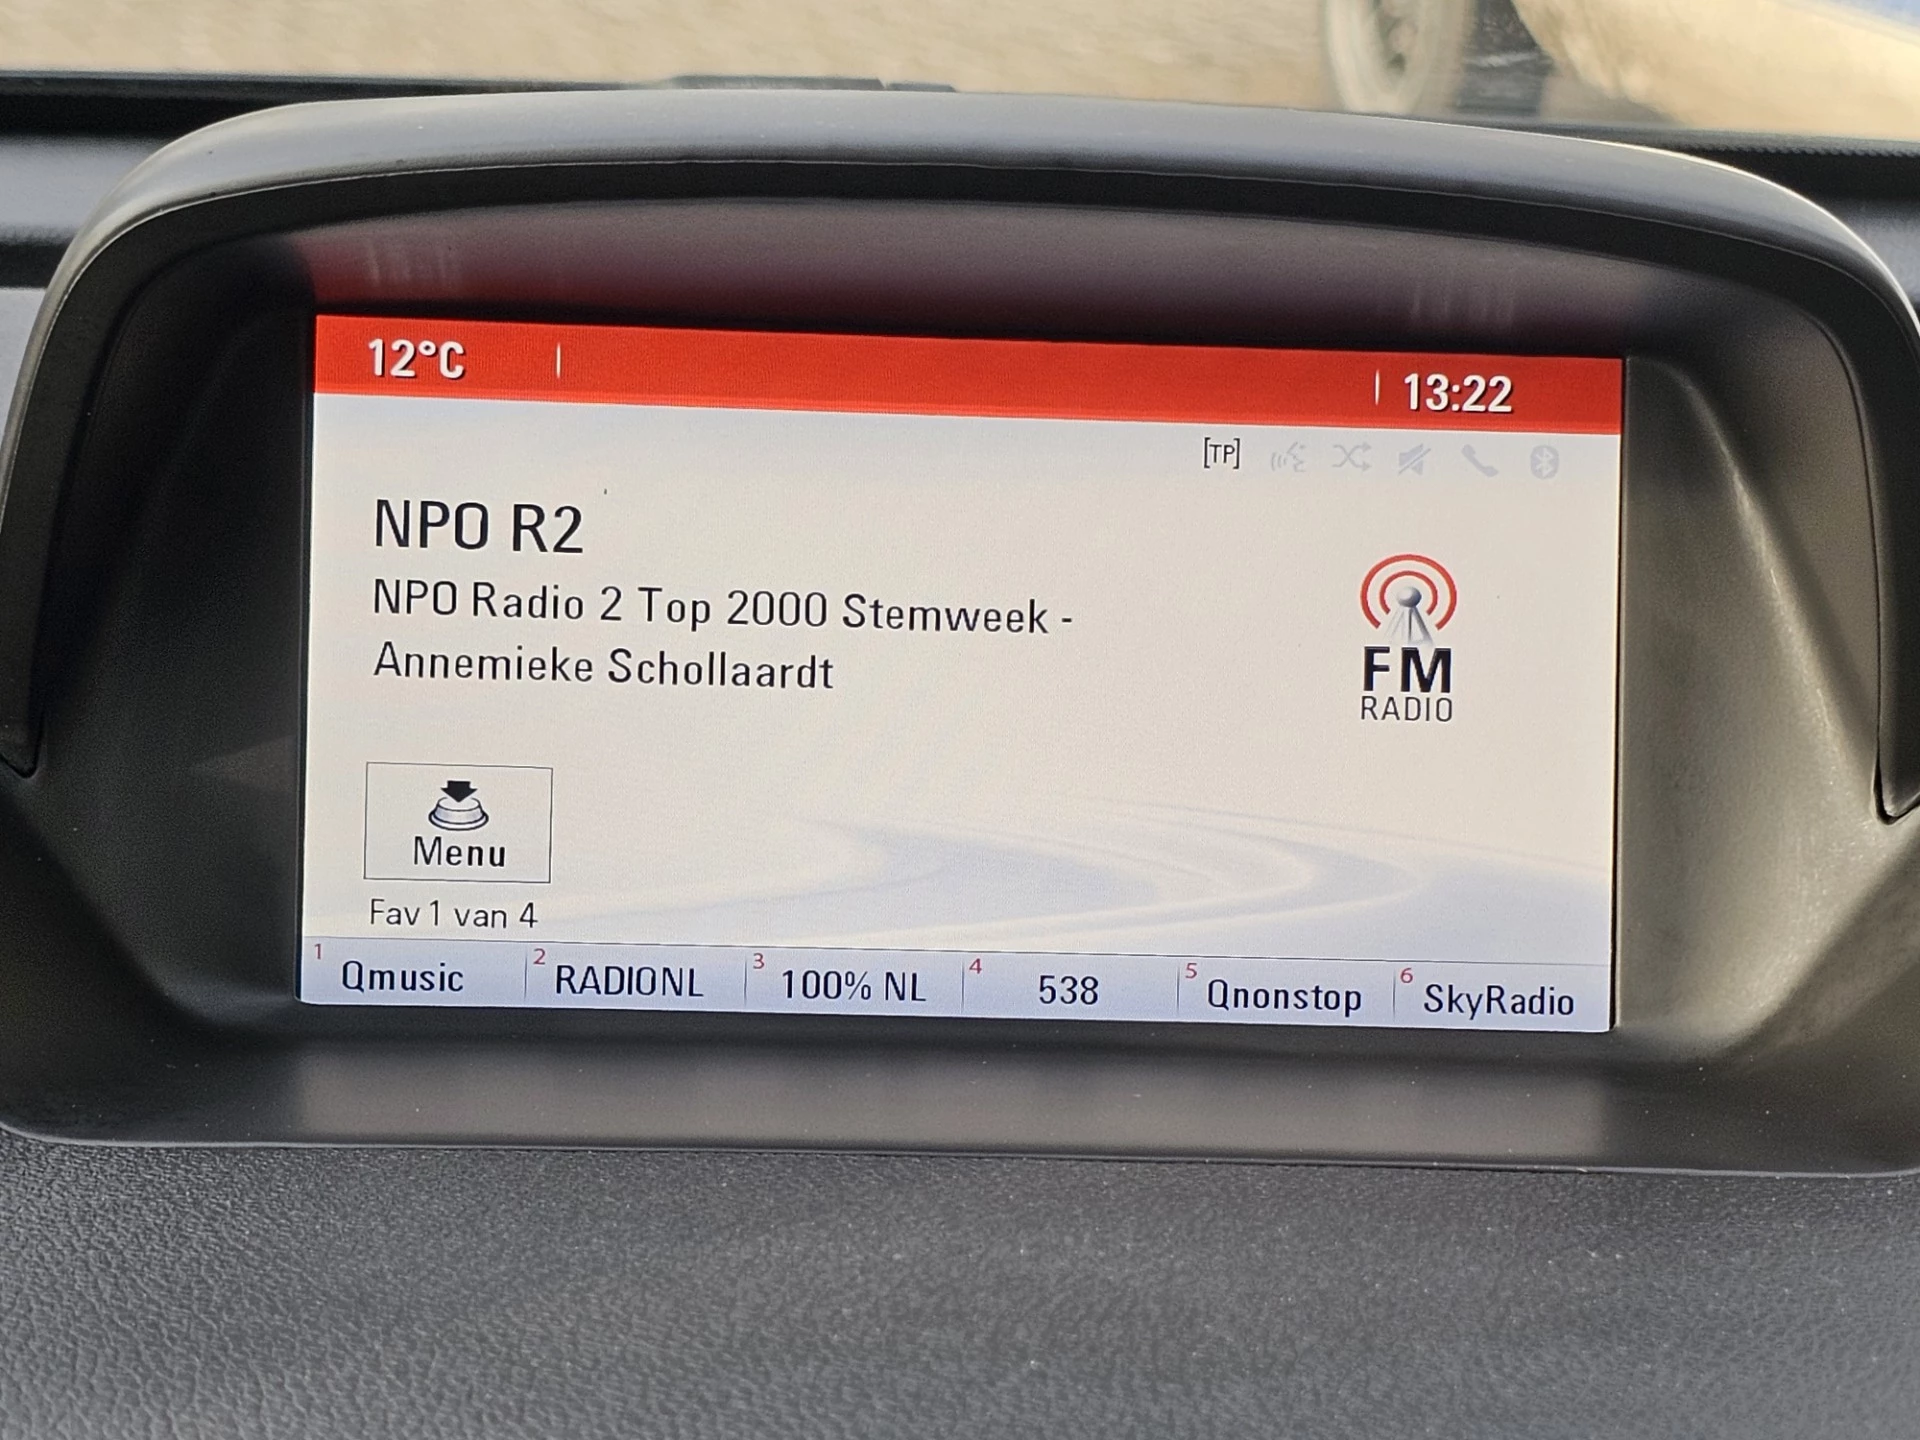 12°C
13:22
[TP]
NPO R2
NPO Radio 2 Top 2000 Stemweek -
Annemieke Schollaardt
FM
RADIO
Menu
Fav 1 van 4
1 Qmusic 2 RADIONL 3 100% NL 4 538 5 Qnonstop 6 SkyRadio